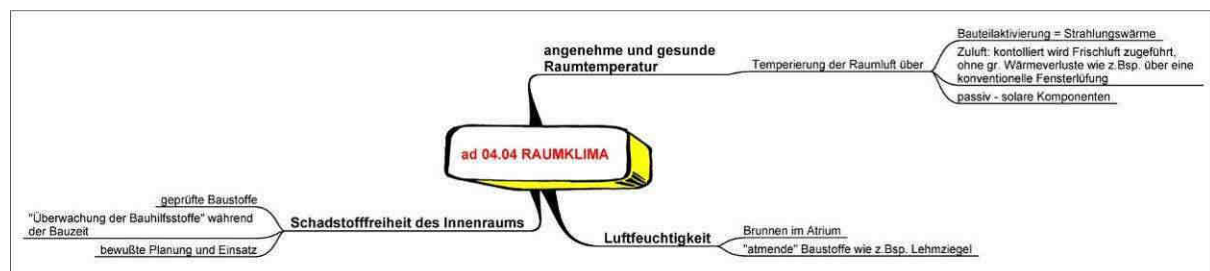 angenehme und gesunde
Raumtemperatur
Temperierung der Raumluft über
Bauteilaktivierung = Strahlungswärme
Zuluft: kontolliert wird Frischluft zugeführt,
ohne gr. Wärmeverluste wie z.Bsp. über eine
konventionelle Fensterlüfung
passiv - solare Komponenten
ad 04.04 RAUMKLIMA
geprüfte Baustoffe
"Überwachung der Bauhilfsstoffe" während
der Bauzeit
bewußte Planung und Einsatz
Schadstofffreiheit des Innenraums
Luftfeuchtigkeit
Brunnen im Atrium
"atmende" Baustoffe wie z.Bsp. Lehmziegel